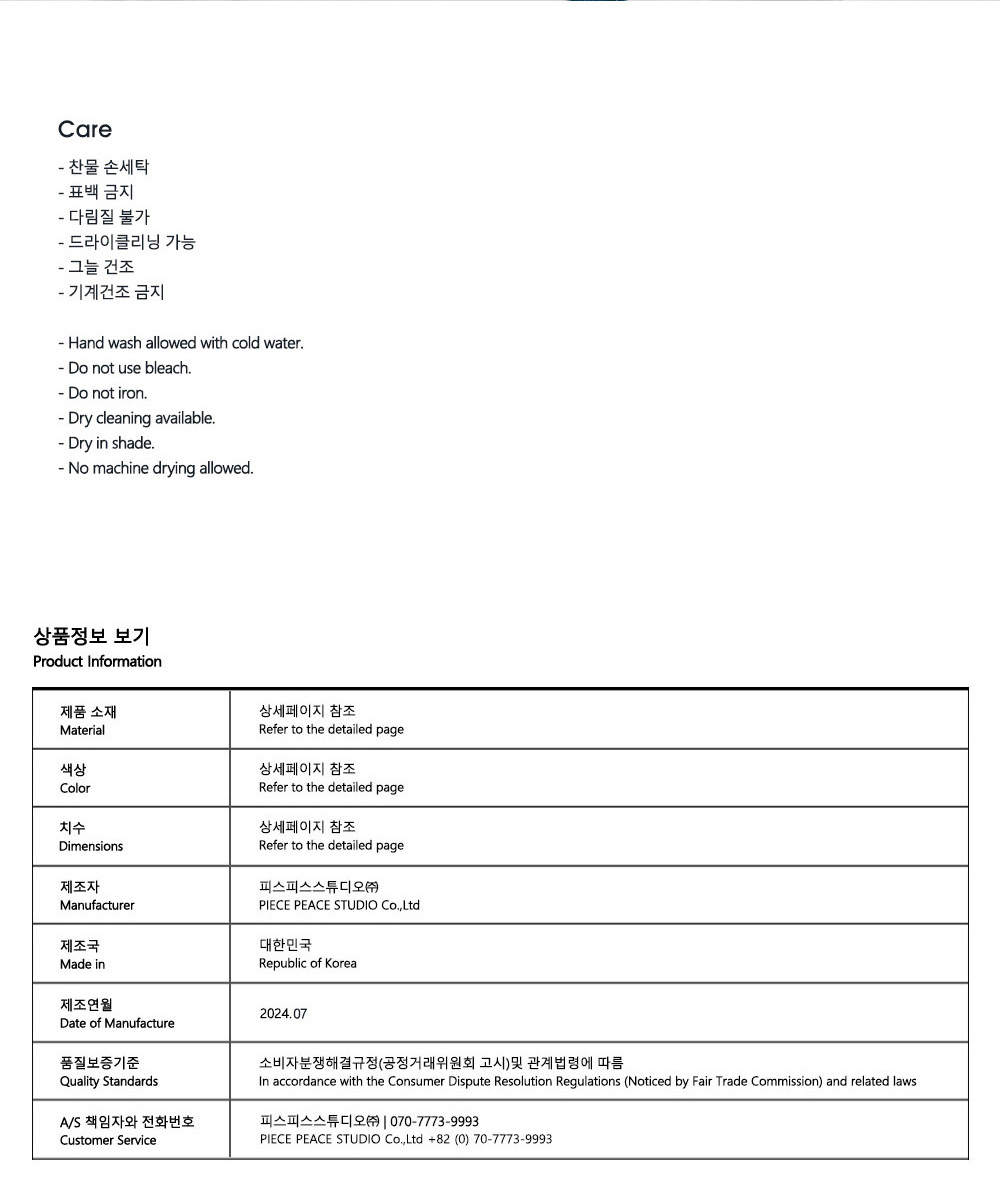 Care
- 찬물 손세탁
- 표백 금지
- 다림질 불가
- 드라이클리닝 가능
- 그늘 건조
- 기계건조 금지
- Hand wash allowed with cold water.
- Do not use bleach.
- Do not iron.
- Dry cleaning available.
- Dry in shade.
- No machine drying allowed.
상품정보 보기
Product Information
제품 소재
Material
상세페이지 참조
Refer to the detailed page
색상
Color
상세페이지 참조
Refer to the detailed page
치수
Dimensions
상세페이지 참조
Refer to the detailed page
제조자
Manufacturer
피스피스스튜디오㈜
PIECE PEACE STUDIO Co.,Ltd
제조국
Made in
대한민국
Republic of Korea
제조연월
Date of Manufacture
2024.07
품질보증기준
Quality Standards
소비자분쟁해결규정(공정거래위원회 고시)및 관계법령에 따름
In accordance with the Consumer Dispute Resolution Regulations (Noticed by Fair Trade Commission) and related laws
A/S 책임자와 전화번호
Customer Service
피스피스스튜디오㈜ | 070-7773-9993
PIECE PEACE STUDIO Co.,Ltd +82 (0) 70-7773-9993